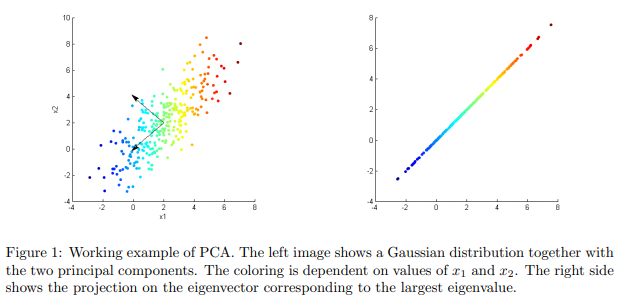 10
8
6
4
2
0
-2
-4
x2
-4 -2 0 2 4 6 8
x1
8
6
4
2
0
-2
-4
-4 -2 0 2 4 6 8
Figure 1: Working example of PCA. The left image shows a Gaussian distribution together with
the two principal components. The coloring is dependent on values of x₁ and x₂. The right side
shows the projection on the eigenvector corresponding to the largest eigenvalue.